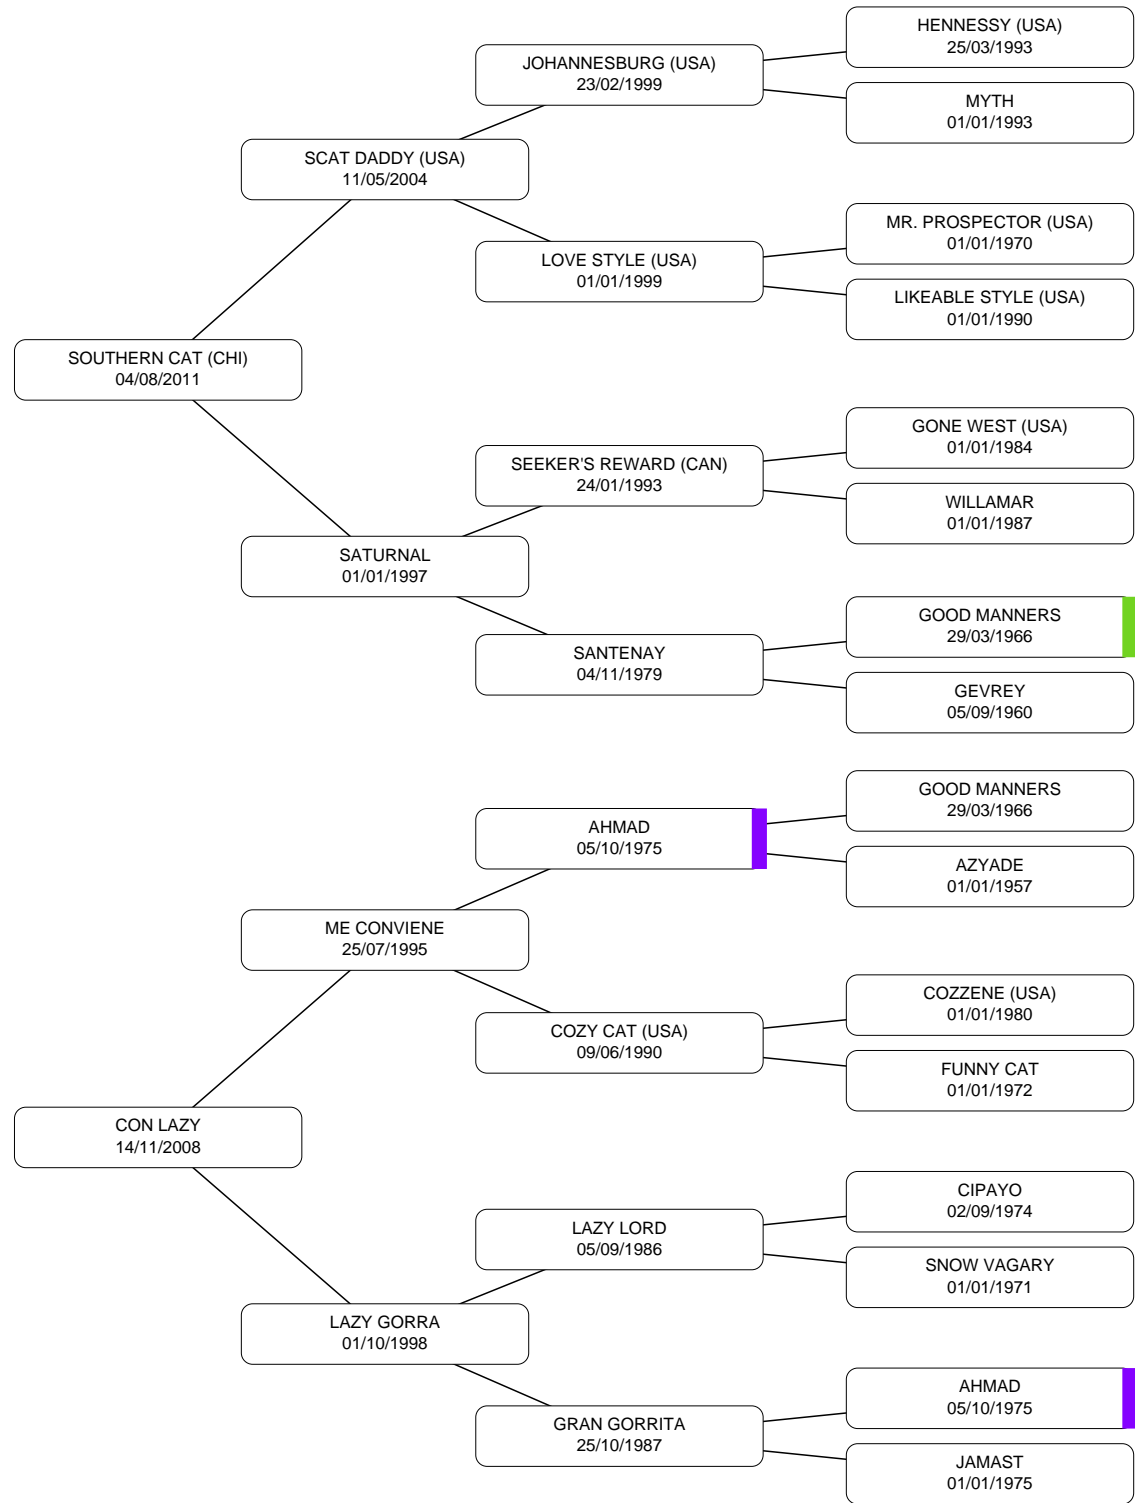 HENNESSY (USA)
25/03/1993
JOHANNESBURG (USA)
23/02/1999
MYTH
01/01/1993
SCAT DADDY (USA)
11/05/2004
MR. PROSPECTOR (USA)
01/01/1970
LOVE STYLE (USA)
01/01/1999
LIKEABLE STYLE (USA)
01/01/1990
SOUTHERN CAT (CHI)
04/08/2011
GONE WEST (USA)
01/01/1984
SEEKER'S REWARD (CAN)
24/01/1993
WILLAMAR
01/01/1987
SATURNAL
01/01/1997
GOOD MANNERS
29/03/1966
SANTENAY
04/11/1979
GEVREY
05/09/1960
GOOD MANNERS
29/03/1966
AHMAD
05/10/1975
AZYADE
01/01/1957
ME CONVIENE
25/07/1995
COZZENE (USA)
01/01/1980
COZY CAT (USA)
09/06/1990
FUNNY CAT
01/01/1972
CON LAZY
14/11/2008
CIPAYO
02/09/1974
LAZY LORD
05/09/1986
SNOW VAGARY
01/01/1971
LAZY GORRA
01/10/1998
AHMAD
05/10/1975
GRAN GORRITA
25/10/1987
JAMAST
01/01/1975